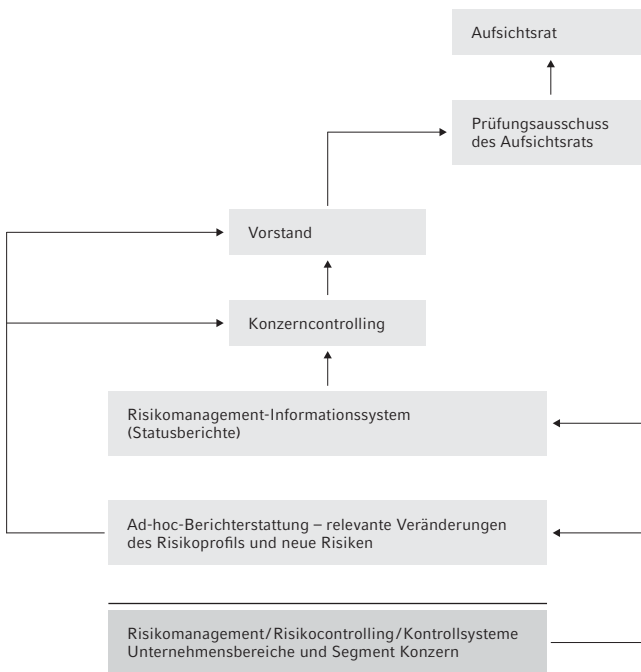 Aufsichtsrat
Prüfungsausschuss
des Aufsichtsrats
Vorstand
Konzerncontrolling
Risikomanagement-Informationssystem
(Statusberichte)
Ad-hoc-Berichterstattung – relevante Veränderungen
des Risikoprofils und neue Risiken
Risikomanagement/Risikocontrolling/Kontrollsysteme
Unternehmensbereiche und Segment Konzern